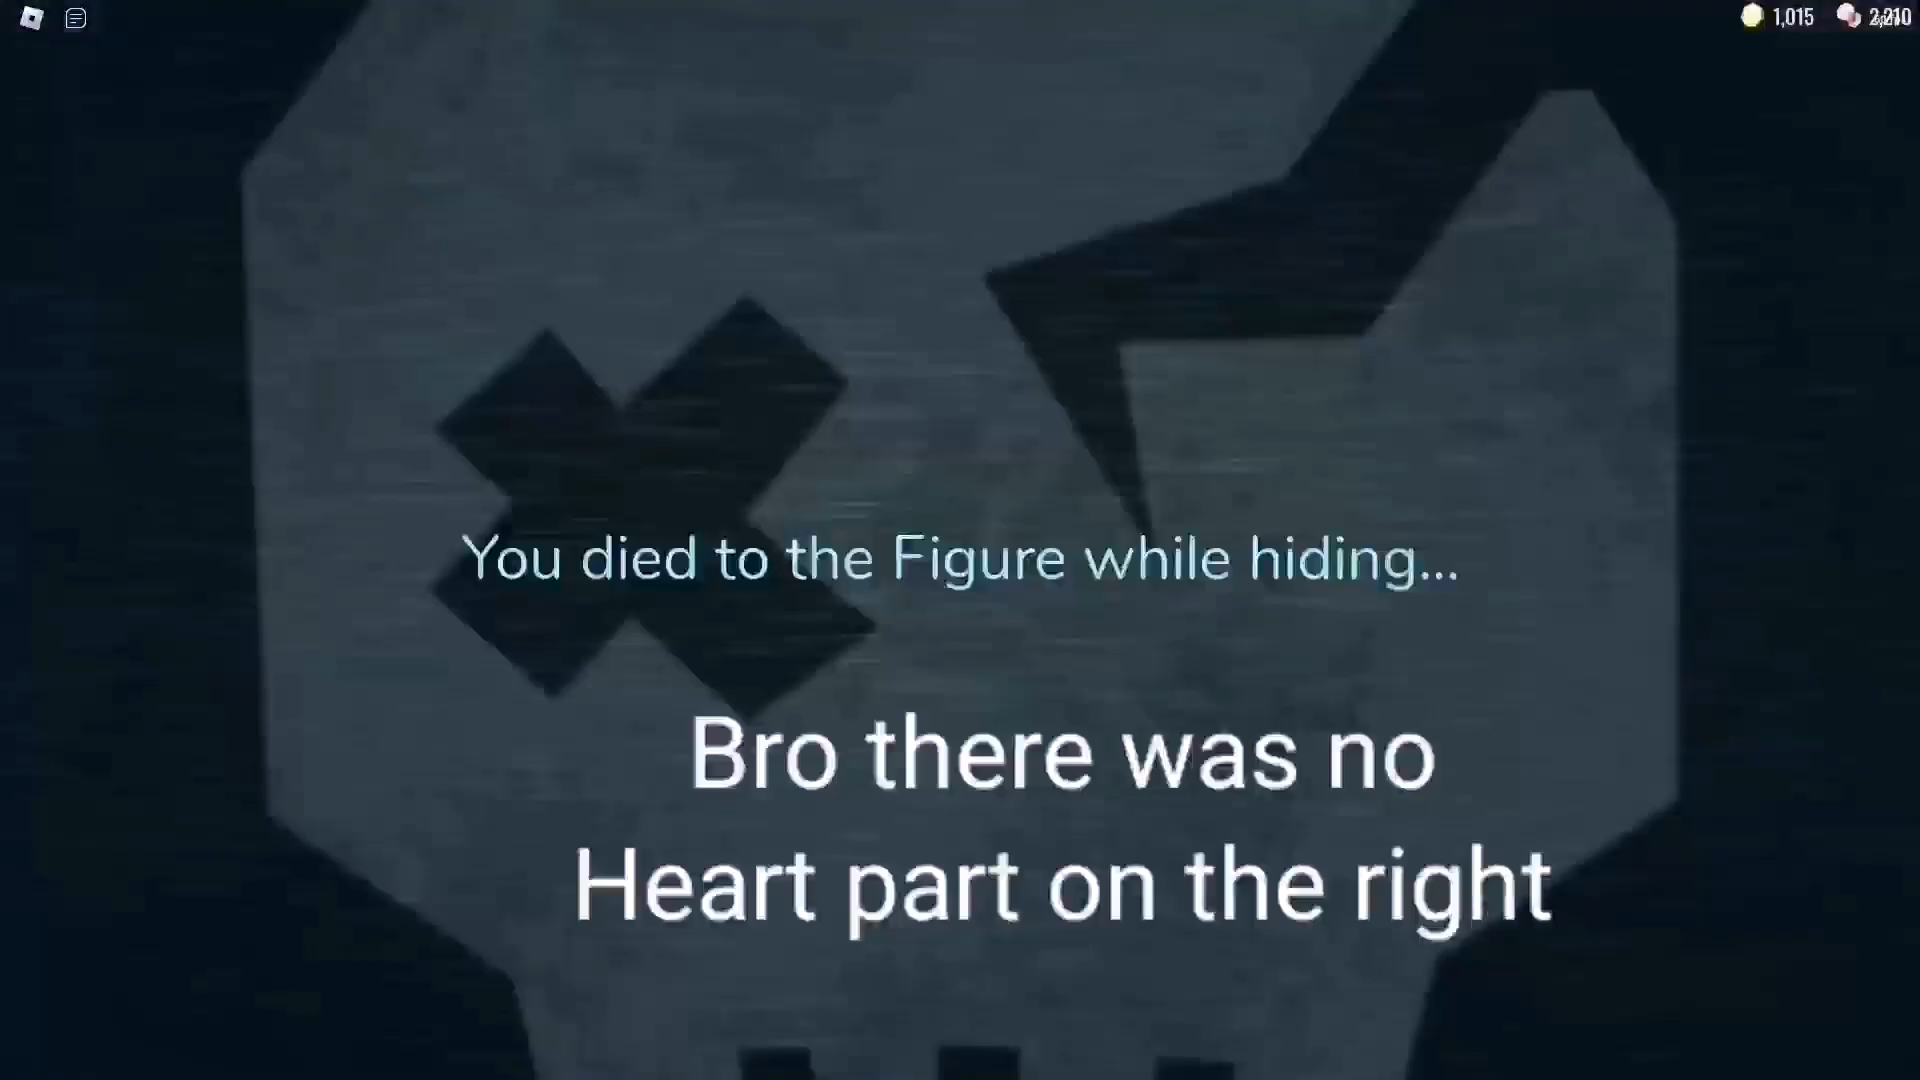 1,015
You died to the Figure while hiding...
Bro there was no
Heart part on the right